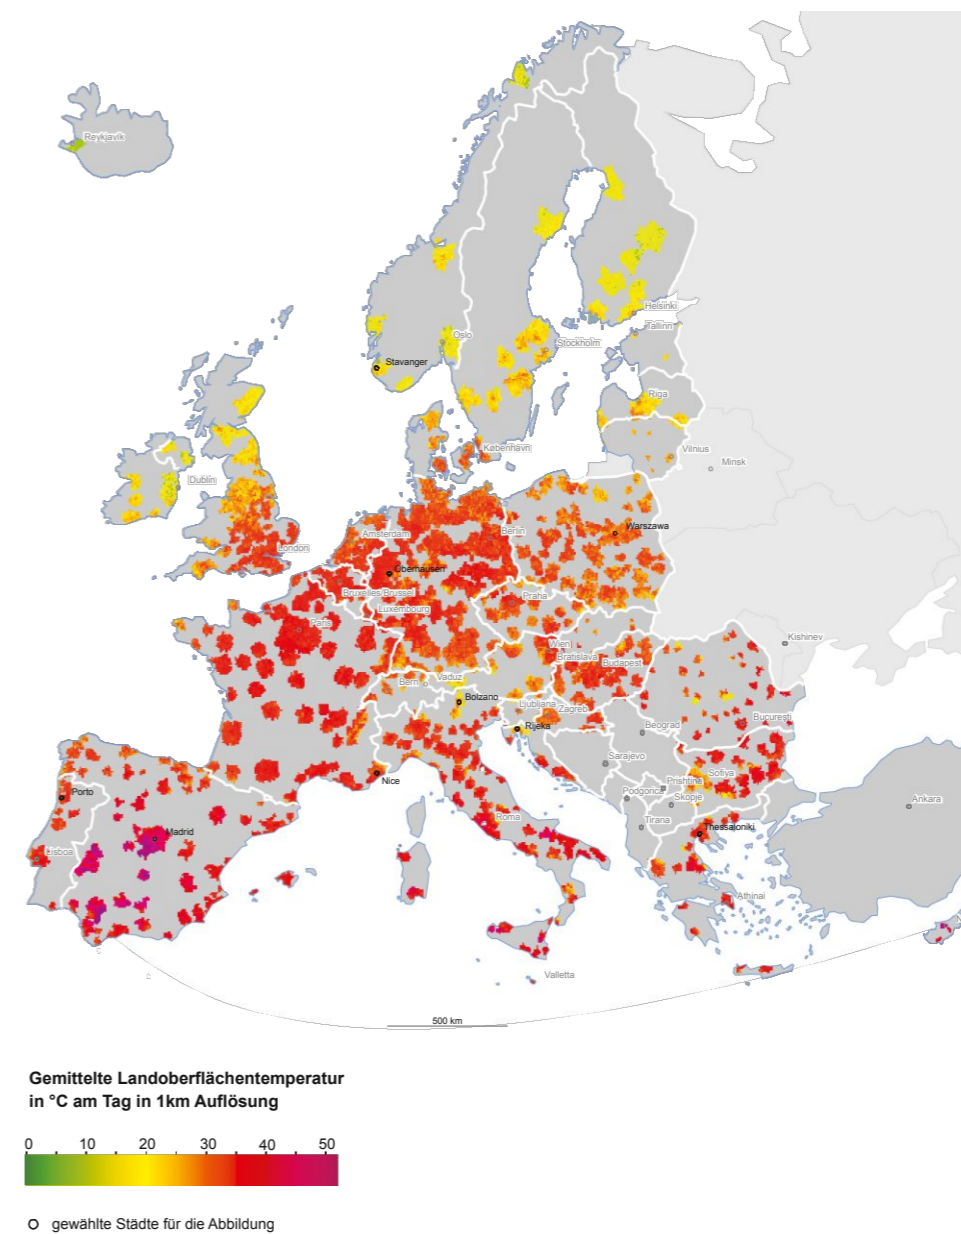 Reykjavík
Helsinki
Tallinn
Oslo
Stockholm
Stavanger
Riga
København
Vilnius
Minsk
Dublin
Warszawa
Berlin
Amsterdam
London
Oberhausen
Bruxelles/Brussel
Praha
Luxembourg
Paris
Kishinev
Wien
Bratislava
Budapest
Bern
Vaduz
Bolzano
Ljubljana
Zagreb
București
Rijeka
Beograd
Sarajevo
Sofiya
Nice
Prishtina
Porto
Podgorica
Skopje
Ankara
Roma
Tirana
Thessaloniki
Madrid
Lisboa
Athinai
N
Valletta
500 km
Gemittelte Landoberflächentemperatur
in °C am Tag in 1km Auflösung
0 10 20 30 40 50
gewählte Städte für die Abbildung